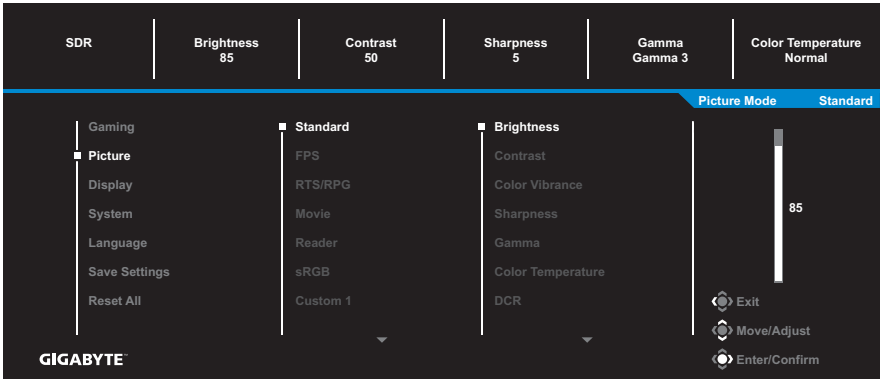 SDR Brightness Contrast Sharpness Gamma Color Temperature
85 50 5 Gamma 3 Normal
Picture Mode Standard
Gaming Standard Brightness
Picture FPS Contrast
Display RTS/RPG Color Vibrance
System Movie Sharpness
85
Language Reader Gamma
Save Settings sRGB Color Temperature
Reset All Custom 1 DCR
Exit
Move/Adjust
GIGABYTE™ Enter/Confirm